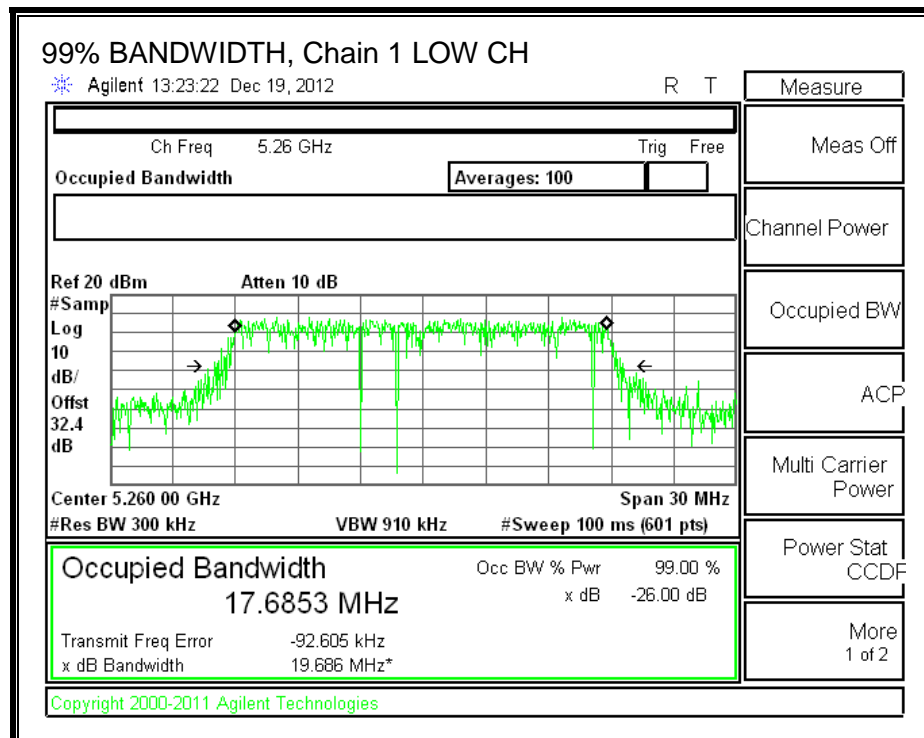 99% BANDWIDTH, Chain 1 LOW CH
Agilent 13:23:22 Dec 19, 2012 R T
Measure
Ch Freq 5.26 GHz Trig Free
Occupied Bandwidth Averages: 100
Meas Off
Channel Power
Occupied BW
ACP
Multi Carrier
Power
Power Stat
CCDF
More
1 of 2
Ref 20 dBm Atten 10 dB
#Samp
Log
10
dB/
Offst
32.4
dB
Center 5.260 00 GHz Span 30 MHz
#Res BW 300 kHz VBW 910 kHz #Sweep 100 ms (601 pts)
Occupied Bandwidth
17.6853 MHz
Occ BW % Pwr 99.00 %
x dB -26.00 dB
Transmit Freq Error -92.605 kHz
x dB Bandwidth 19.686 MHz*
Copyright 2000-2011 Agilent Technologies